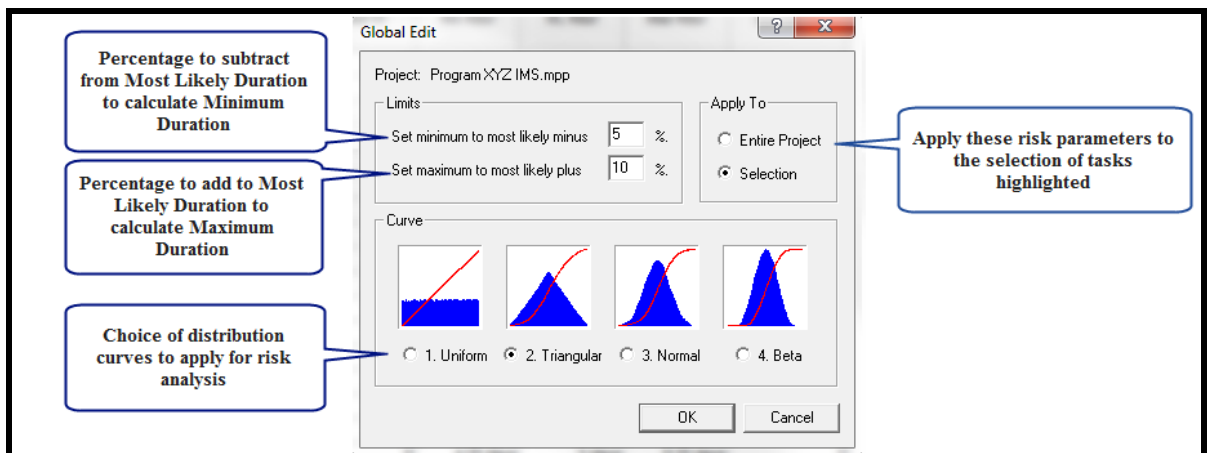 Percentage to subtract
from Most Likely Duration
to calculate Minimum
Duration
Percentage to add to Most
Likely Duration to
calculate Maximum
Duration
Choice of distribution
curves to apply for risk
analysis
Global Edit
Project: Program XYZ IMS.mpp
Limits
Set minimum to most likely minus 5 %.
Set maximum to most likely plus 10 %.
Apply To
Entire Project
Selection
Curve
1. Uniform 2. Triangular 3. Normal 4. Beta
OK Cancel
Apply these risk parameters to
the selection of tasks
highlighted